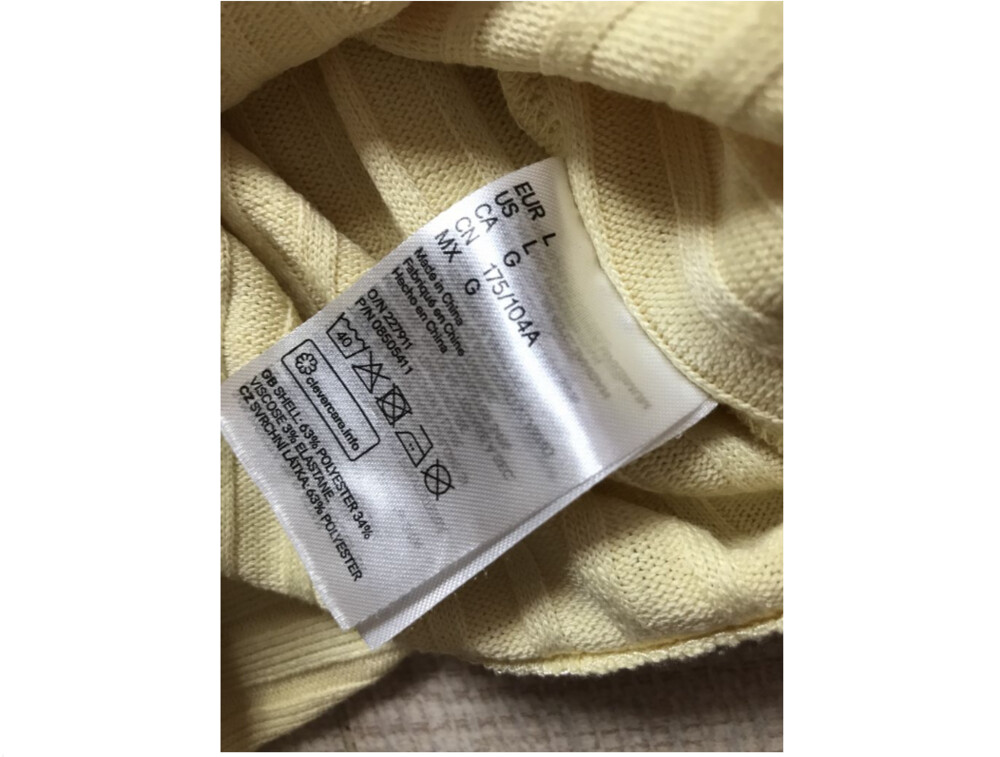 EUR L
US L
CA G
CN 175/104A
MX G
Made in China
Fabriqué en Chine
Hecho en China
O/N 227911
P/N 08505411
40
clevercare.info
GB SHELL: 63% POLYESTER 34%
VISCOSE 3% ELASTANE.
CZ SVRCHNÍ LÁTKA: 63% POLYESTER